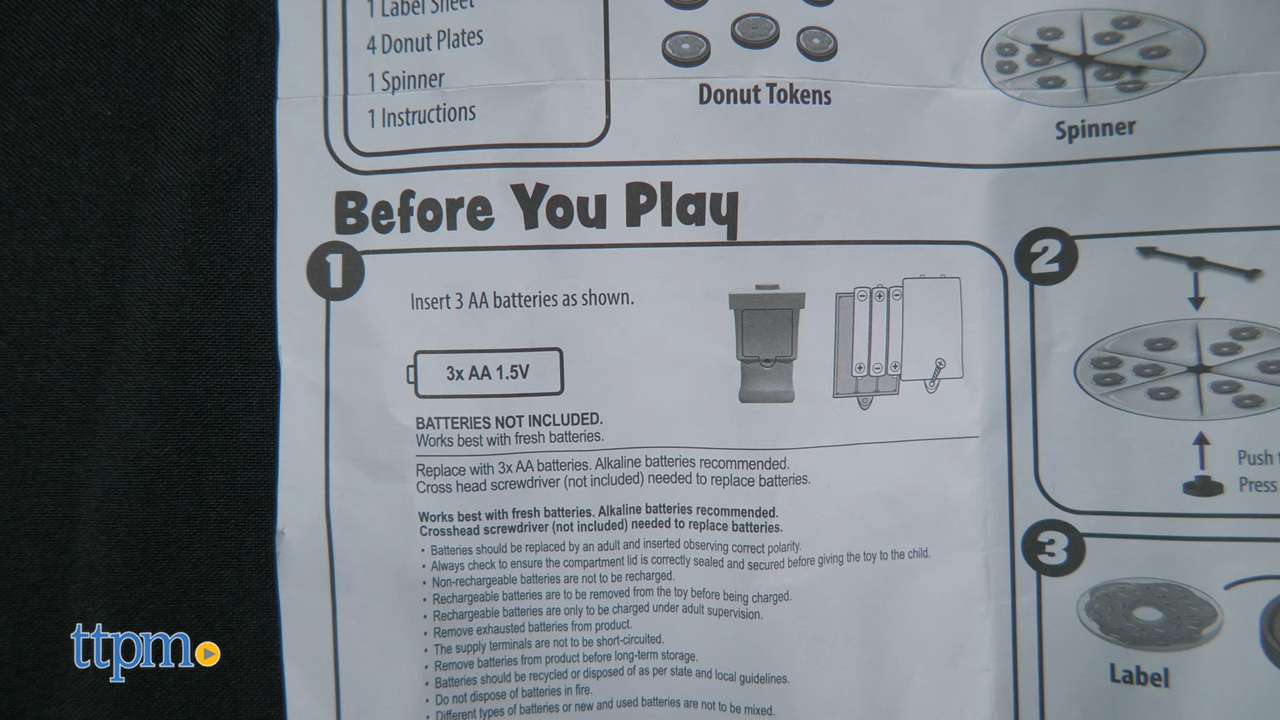 1 Label Sheet
4 Donut Plates
1 Spinner
1 Instructions
Donut Tokens
Spinner
Before You Play
1
Insert 3 AA batteries as shown.
3x AA 1.5V
BATTERIES NOT INCLUDED.
Works best with fresh batteries.
Replace with 3x AA batteries. Alkaline batteries recommended.
Cross head screwdriver (not included) needed to replace batteries.
Works best with fresh batteries. Alkaline batteries recommended.
Crosshead screwdriver (not included) needed to replace batteries.
• Batteries should be replaced by an adult and inserted observing correct polarity.
• Always check to ensure the compartment lid is correctly sealed and secured before giving the toy to the child.
• Non-rechargeable batteries are not to be recharged.
• Rechargeable batteries are to be removed from the toy before being charged.
• Rechargeable batteries are only to be charged under adult supervision.
• Remove exhausted batteries from product.
• The supply terminals are not to be short-circuited.
• Remove batteries from product before long-term storage.
• Batteries should be recycled or disposed of as per state and local guidelines.
• Do not dispose of batteries in fire.
• Different types of batteries or new and used batteries are not to be mixed.
2
Push
Press
3
Label
ttpm